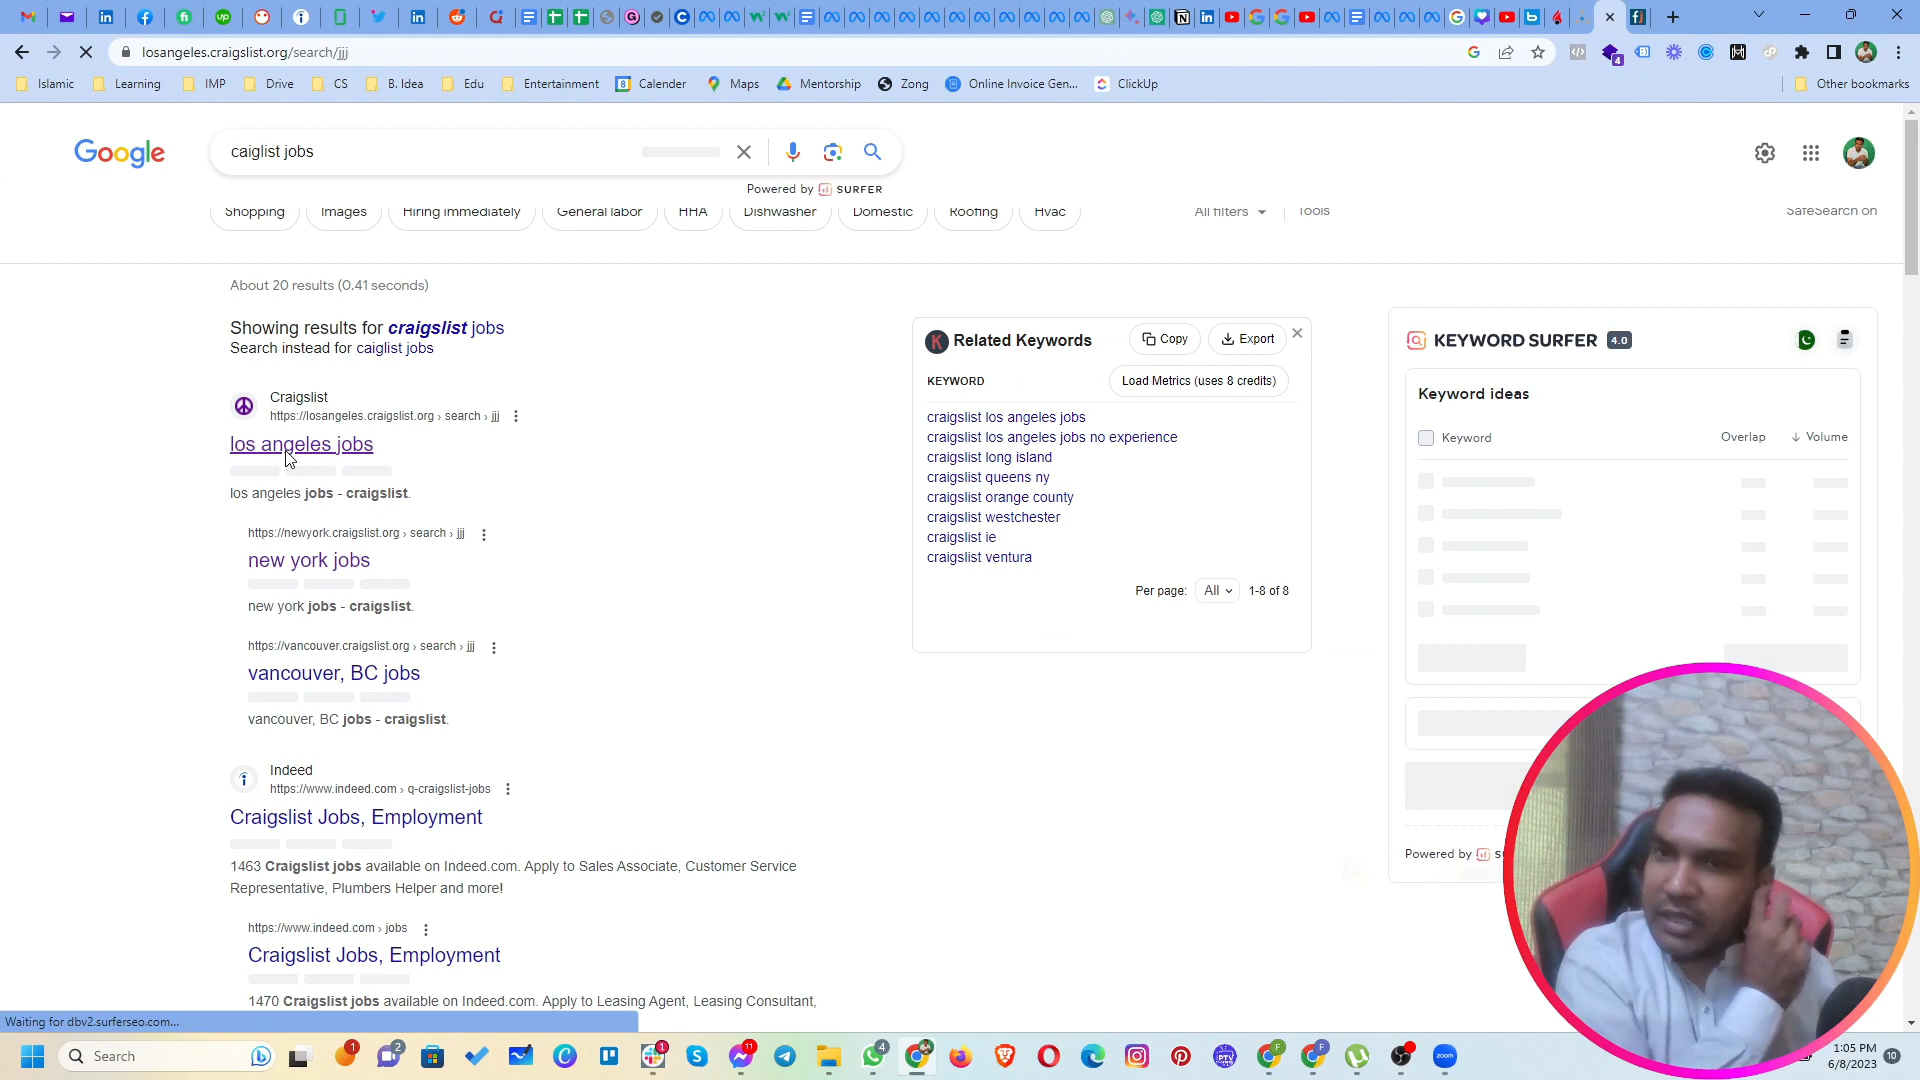 losangeles.craigslist.org/search/jjj
4
Islamic
Learning
IMP
Drive
CS
B. Idea
Edu
Entertainment
Calender
Maps
Mentorship
Zong
Online Invoice Gen...
ClickUp
Other bookmarks
Google
caiglist jobs
Powered by SURFER
Shopping
Images
Hiring immediately
General labor
HHA
Dishwasher
Domestic
Roofing
Hvac
All filters
Tools
SafeSearch on
About 20 results (0.41 seconds)
Showing results for craigslist jobs
Search instead for caiglist jobs
Craigslist
https://losangeles.craigslist.org › search › jjj
los angeles jobs
los angeles jobs - craigslist.
https://newyork.craigslist.org › search › jjj
new york jobs
new york jobs - craigslist.
https://vancouver.craigslist.org › search › jjj
vancouver, BC jobs
vancouver, BC jobs - craigslist.
Indeed
https://www.indeed.com › q-craigslist-jobs
Craigslist Jobs, Employment
1463 Craigslist jobs available on Indeed.com. Apply to Sales Associate, Customer Service
Representative, Plumbers Helper and more!
https://www.indeed.com › jobs
Craigslist Jobs, Employment
1470 Craigslist jobs available on Indeed.com. Apply to Leasing Agent, Leasing Consultant,
K Related Keywords
Copy
Export
KEYWORD
Load Metrics (uses 8 credits)
craigslist los angeles jobs
craigslist los angeles jobs no experience
craigslist long island
craigslist queens ny
craigslist orange county
craigslist westchester
craigslist ie
craigslist ventura
Per page: All 1-8 of 8
KEYWORD SURFER 4.0
Keyword ideas
Keyword
Overlap
Volume
Powered by
Waiting for dbv2.surferseo.com...
Search
1
2
1
11
4
F
F
zoom
1:05 PM
6/8/2023
10